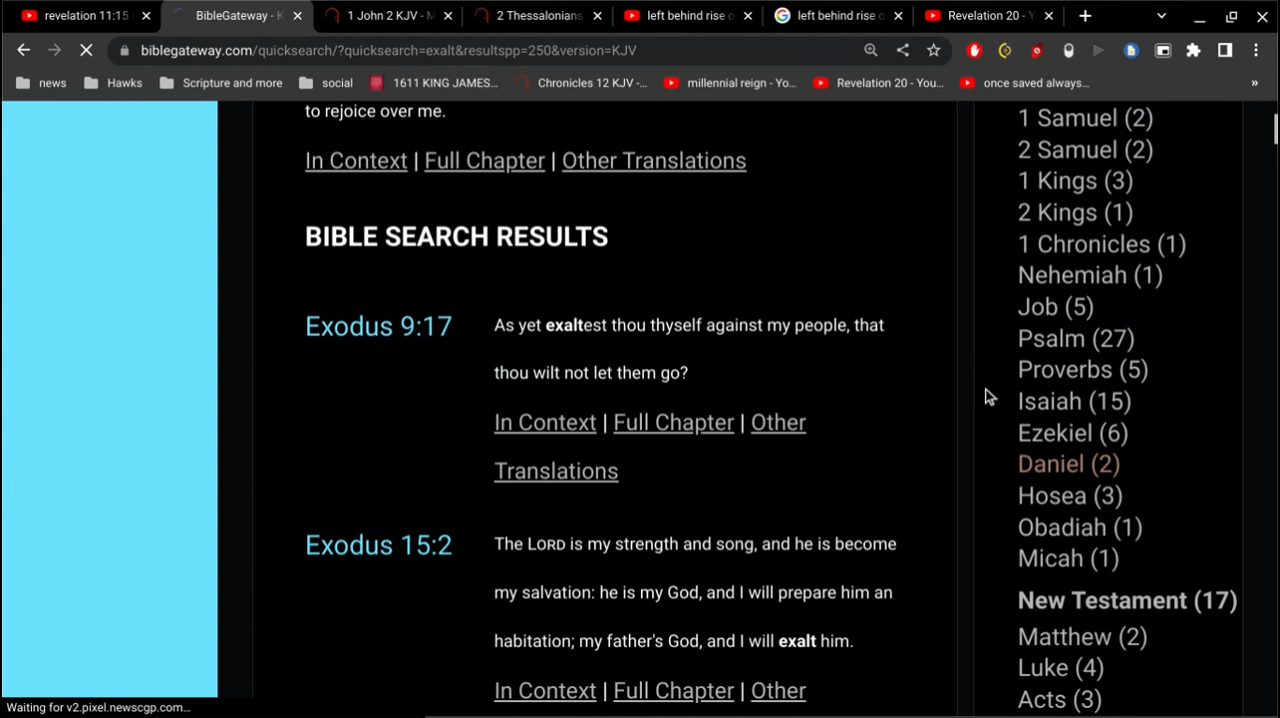 revelation 11:15
BibleGateway - K
1 John 2 KJV - M
2 Thessalonians
left behind rise o
left behind rise o
Revelation 20 - Y
biblegateway.com/quicksearch/?quicksearch=exalt&resultspp=250&version=KJV
news
Hawks
Scripture and more
social
1611 KING JAMES...
Chronicles 12 KJV -...
millennial reign - Yo...
Revelation 20 - You...
once saved always...
»
to rejoice over me.
In Context | Full Chapter | Other Translations
BIBLE SEARCH RESULTS
Exodus 9:17
As yet exaltest thou thyself against my people, that
thou wilt not let them go?
In Context | Full Chapter | Other
Translations
Exodus 15:2
The LORD is my strength and song, and he is become
my salvation: he is my God, and I will prepare him an
habitation; my father's God, and I will exalt him.
In Context | Full Chapter | Other
1 Samuel (2)
2 Samuel (2)
1 Kings (3)
2 Kings (1)
1 Chronicles (1)
Nehemiah (1)
Job (5)
Psalm (27)
Proverbs (5)
Isaiah (15)
Ezekiel (6)
Daniel (2)
Hosea (3)
Obadiah (1)
Micah (1)
New Testament (17)
Matthew (2)
Luke (4)
Acts (3)
Waiting for v2.pixel.newscgp.com...